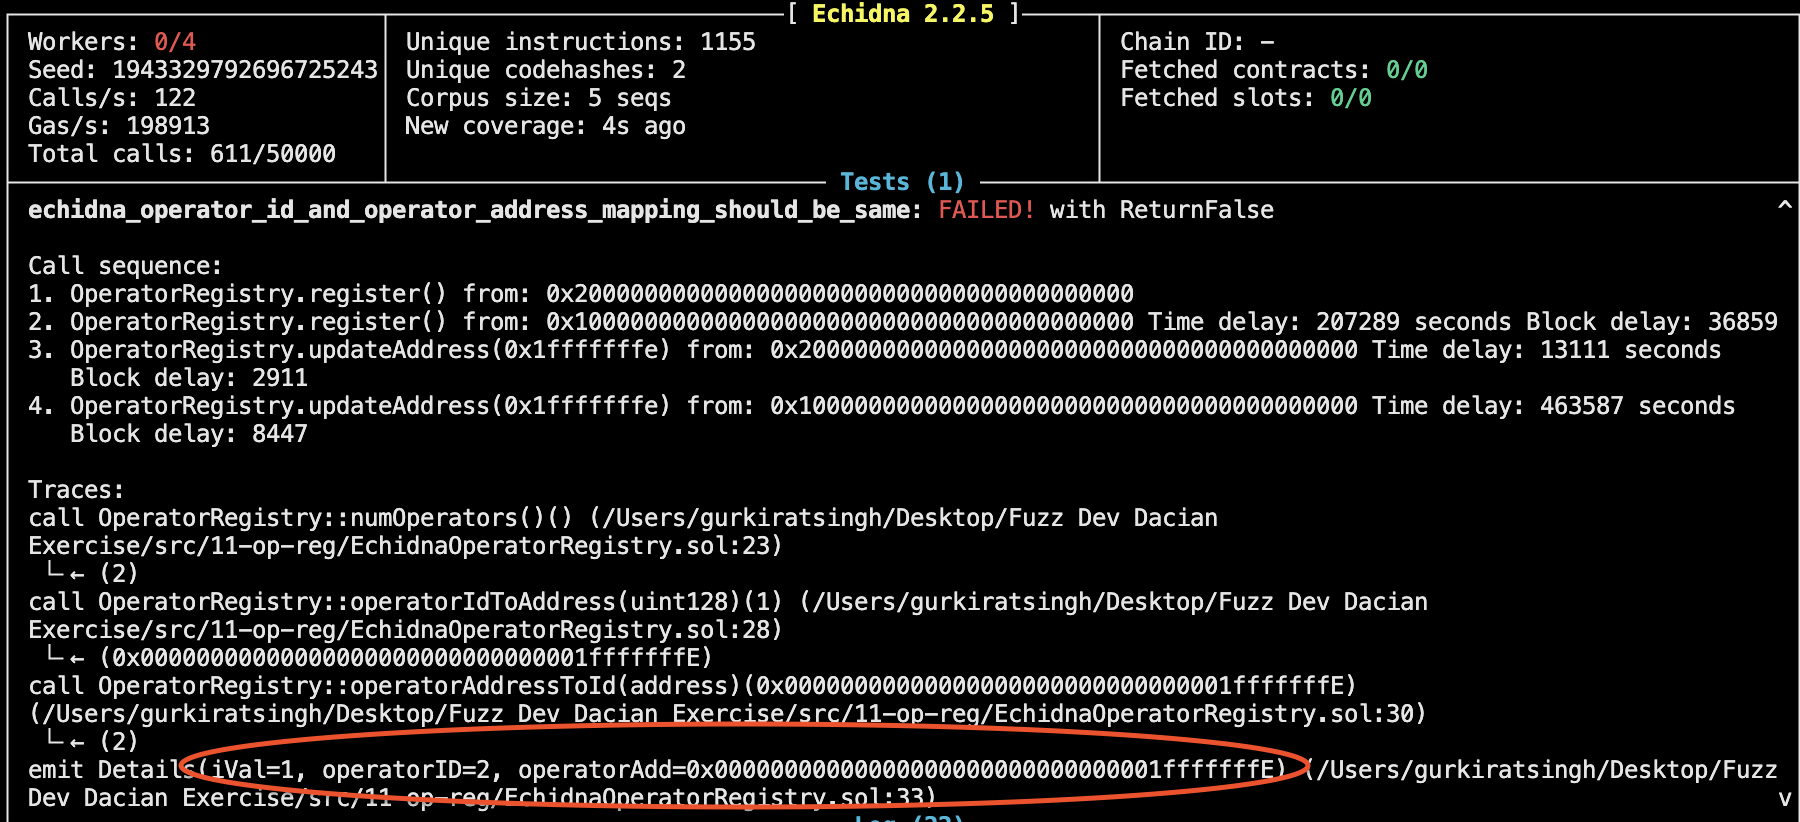 [ Echidna 2.2.5 ]
Workers: 0/4
Seed: 1943329792696725243
Calls/s: 122
Gas/s: 198913
Total calls: 611/50000
Unique instructions: 1155
Unique codehashes: 2
Corpus size: 5 seqs
New coverage: 4s ago
Chain ID: –
Fetched contracts: 0/0
Fetched slots: 0/0
Tests (1)
echidna_operator_id_and_operator_address_mapping_should_be_same: FAILED! with ReturnFalse
^
Call sequence:
1. OperatorRegistry.register() from: 0x2000000000000000000000000000000000000000
2. OperatorRegistry.register() from: 0x1000000000000000000000000000000000000000 Time delay: 207289 seconds Block delay: 36859
3. OperatorRegistry.updateAddress(0x1fffffffe) from: 0x2000000000000000000000000000000000000000 Time delay: 13111 seconds
Block delay: 2911
4. OperatorRegistry.updateAddress(0x1fffffffe) from: 0x1000000000000000000000000000000000000000 Time delay: 463587 seconds
Block delay: 8447
Traces:
call OperatorRegistry::numOperators()() (/Users/gurkiratsingh/Desktop/Fuzz Dev Dacian
Exercise/src/11-op-reg/EchidnaOperatorRegistry.sol:23)
└╴← (2)
call OperatorRegistry::operatorIdToAddress(uint128)(1) (/Users/gurkiratsingh/Desktop/Fuzz Dev Dacian
Exercise/src/11-op-reg/EchidnaOperatorRegistry.sol:28)
└╴← (0x00000000000000000000000000000001fffffffE)
call OperatorRegistry::operatorAddressToId(address)(0x00000000000000000000000000000001fffffffE)
(/Users/gurkiratsingh/Desktop/Fuzz Dev Dacian Exercise/src/11-op-reg/EchidnaOperatorRegistry.sol:30)
└╴← (2)
emit Details(iVal=1, operatorID=2, operatorAdd=0x00000000000000000000000000000001fffffffE) (/Users/gurkiratsingh/Desktop/Fuzz
Dev Dacian Exercise/src/11-op-reg/EchidnaOperatorRegistry.sol:33)
v